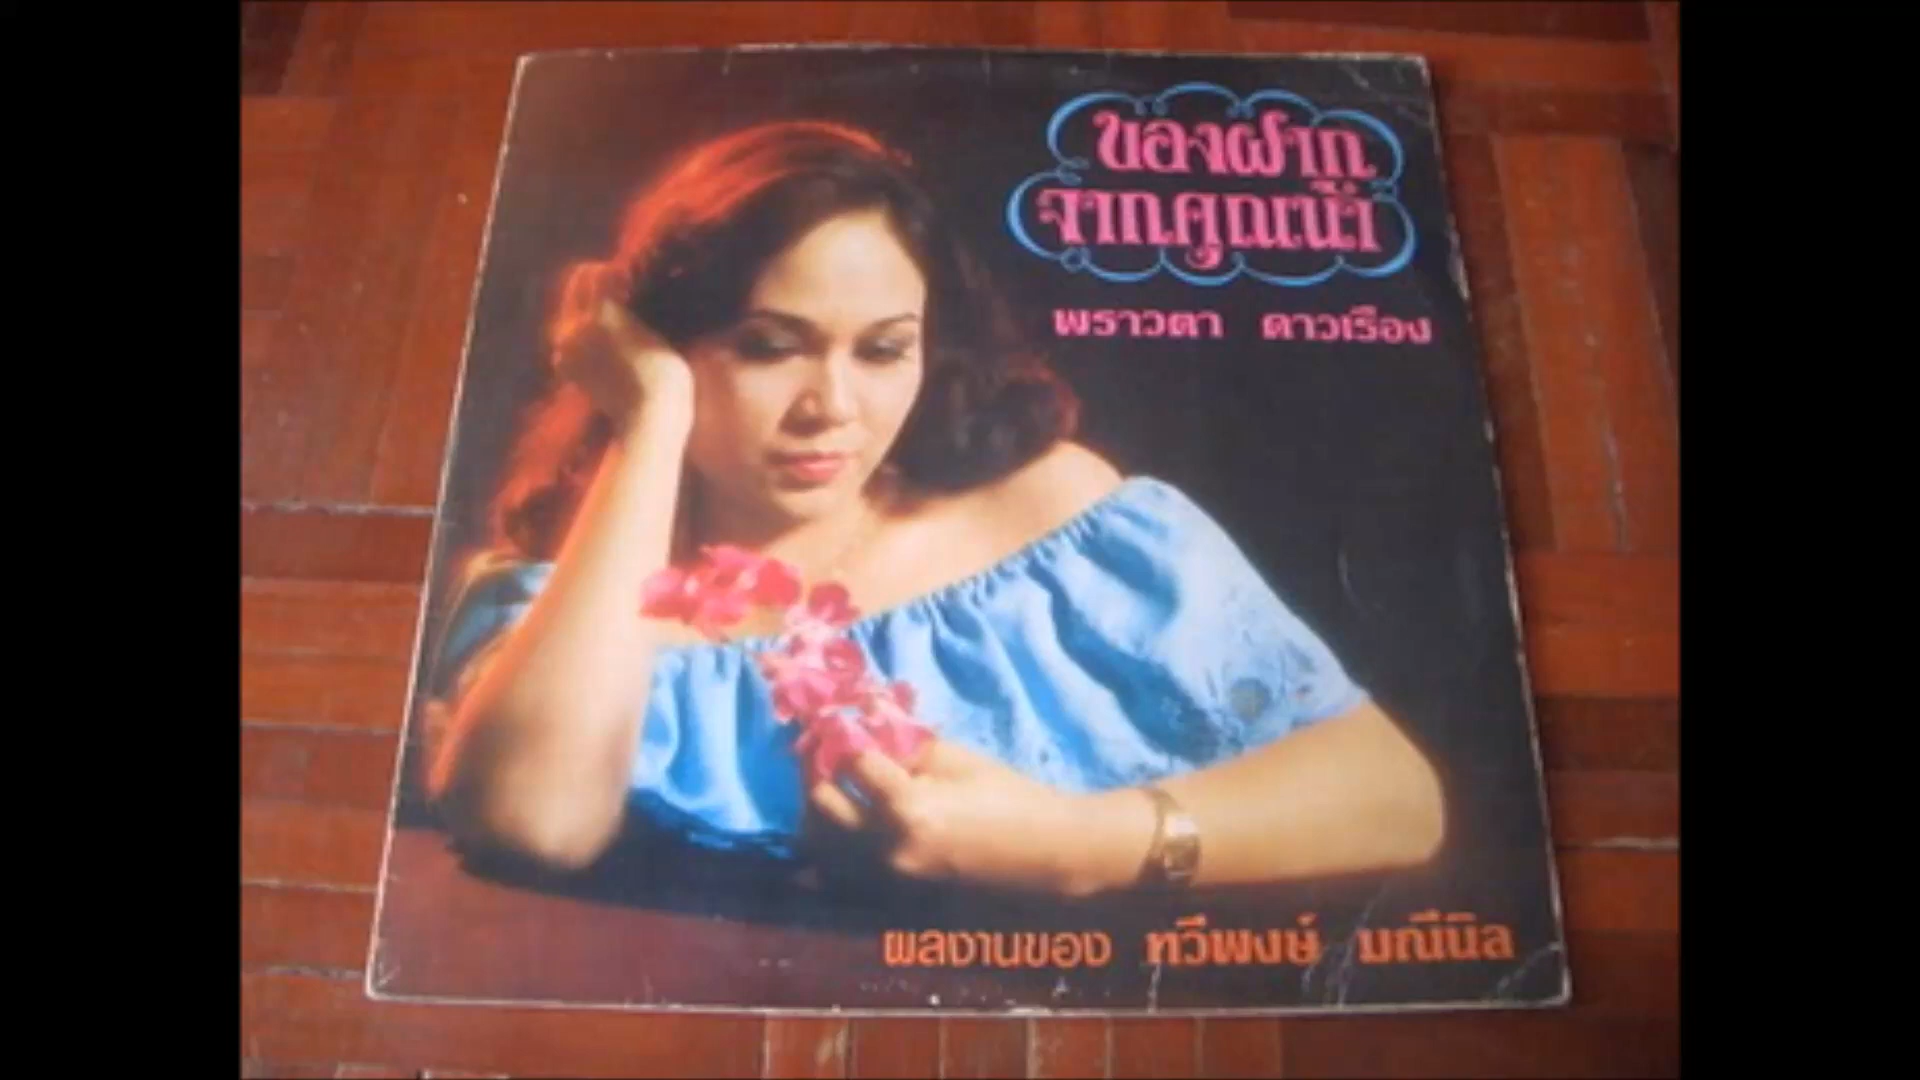 ของฝาก
จากคุณน้า
พราวตา ดาวเรือง
ผลงานของ ทวีพงษ์ มณีนิล